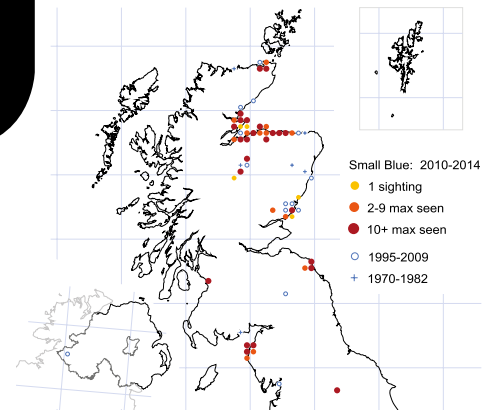 Small Blue: 2010-2014
1 sighting
2-9 max seen
10+ max seen
1995-2009
1970-1982